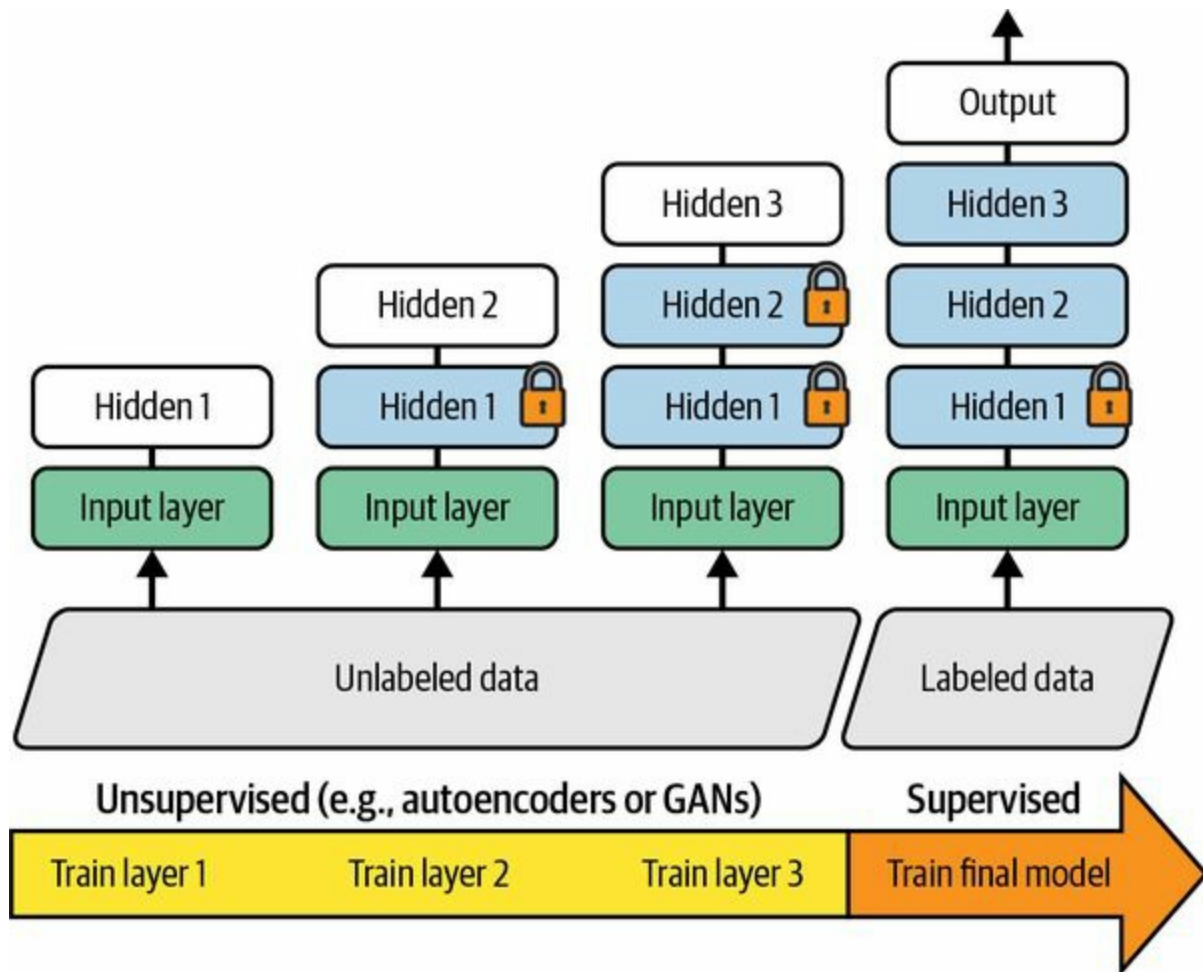 Output
Hidden 3
Hidden 3
Hidden 2
Hidden 2
Hidden 2
Hidden 1
Hidden 1
Hidden 1
Hidden 1
Input layer
Input layer
Input layer
Input layer
Unlabeled data
Labeled data
Unsupervised (e.g., autoencoders or GANs)
Supervised
Train layer 1
Train layer 2
Train layer 3
Train final model